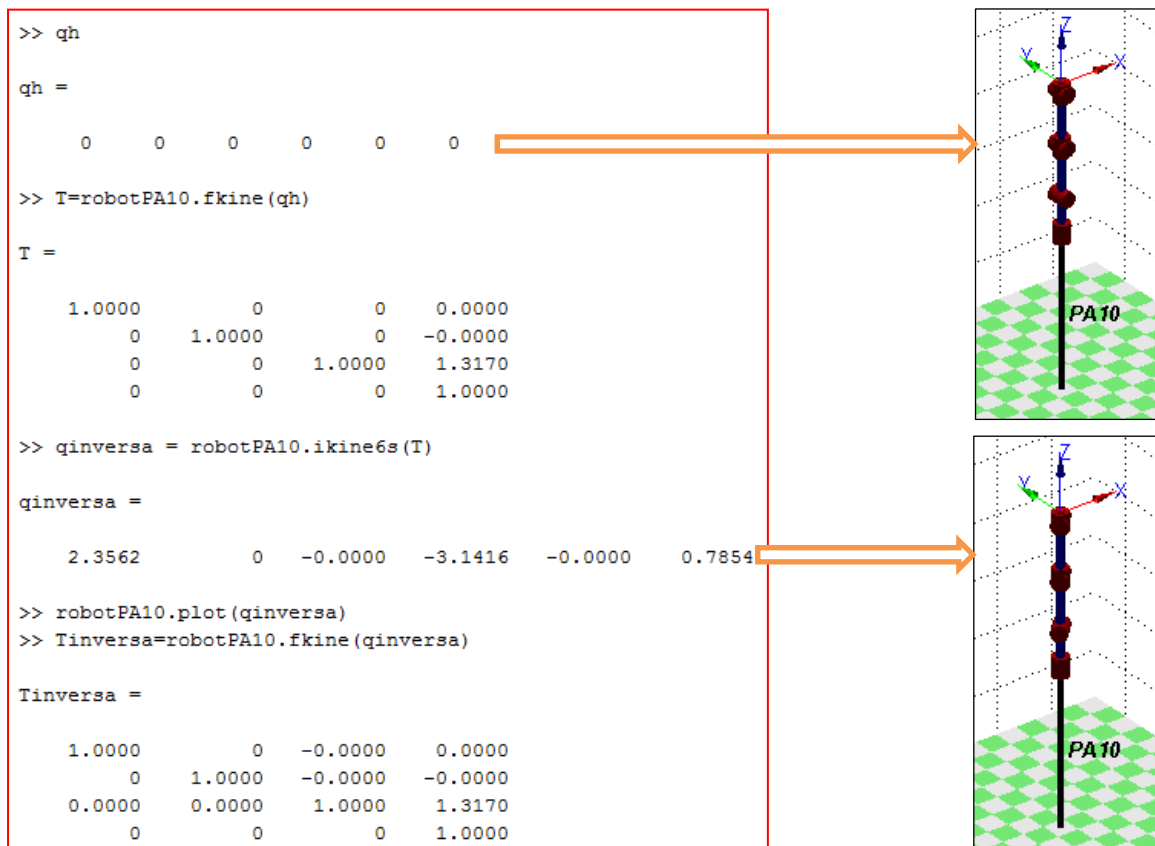 >> qh
qh =
0 0 0 0 0 0
>> T=robotPA10.fkine(qh)
T =
1.0000 0 0 0.0000
0 1.0000 0 -0.0000
0 0 1.0000 1.3170
0 0 0 1.0000
>> qinversa = robotPA10.ikine6s(T)
qinversa =
2.3562 0 -0.0000 -3.1416 -0.0000 0.7854
>> robotPA10.plot(qinversa)
>> Tinversa=robotPA10.fkine(qinversa)
Tinversa =
1.0000 0 -0.0000 0.0000
0 1.0000 -0.0000 -0.0000
0.0000 0.0000 1.0000 1.3170
0 0 0 1.0000
Z
Y X
PA10
Z
Y X
PA10